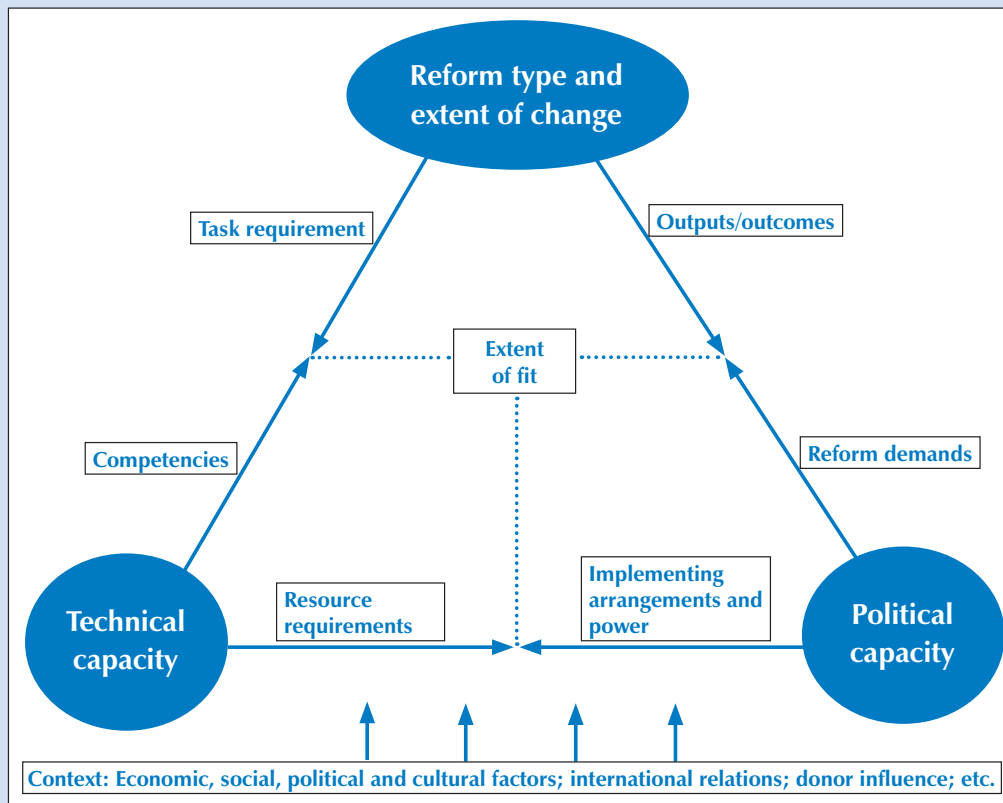 Reform type and
extent of change
Task requirement
Outputs/outcomes
Extent
of fit
Competencies
Reform demands
Resource
requirements
Implementing
arrangements and
power
Technical
capacity
Political
capacity
Context: Economic, social, political and cultural factors; international relations; donor influence; etc.